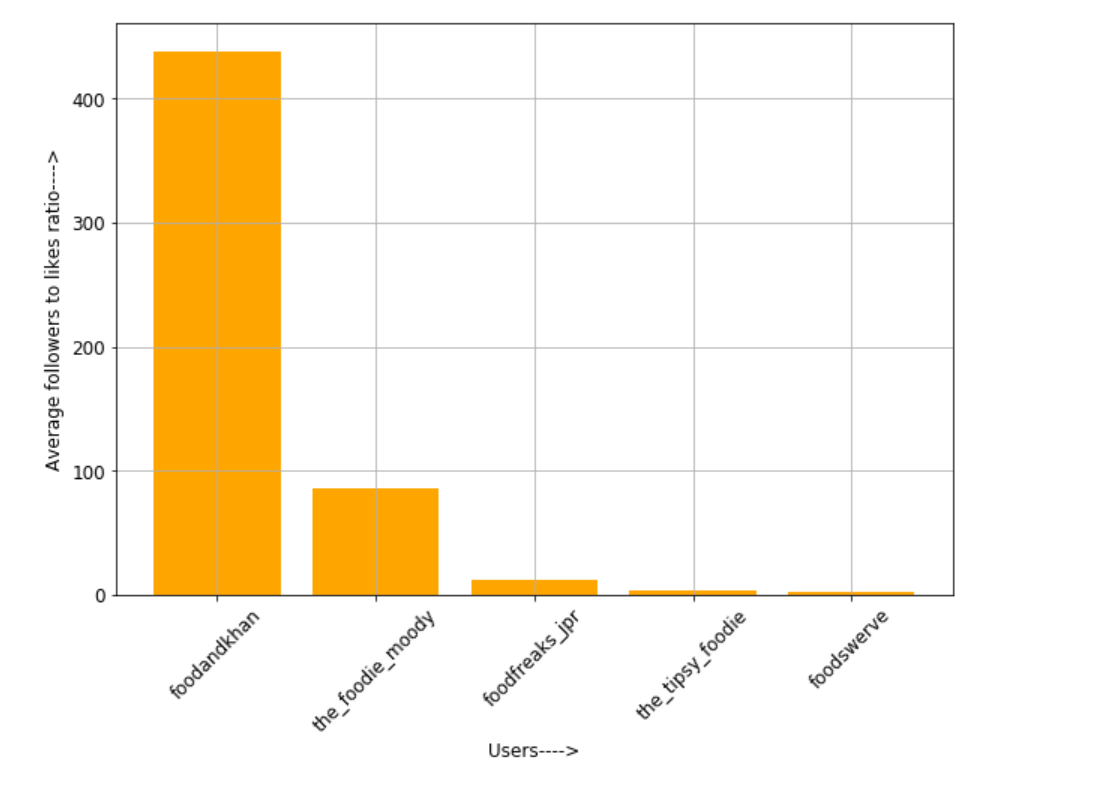 Average followers to likes ratio---->
400
300
200
100
0
foodandkhan
the_foodie_moody
foodfreaks_jpr
the_tipsy_foodie
foodswerve
Users---->